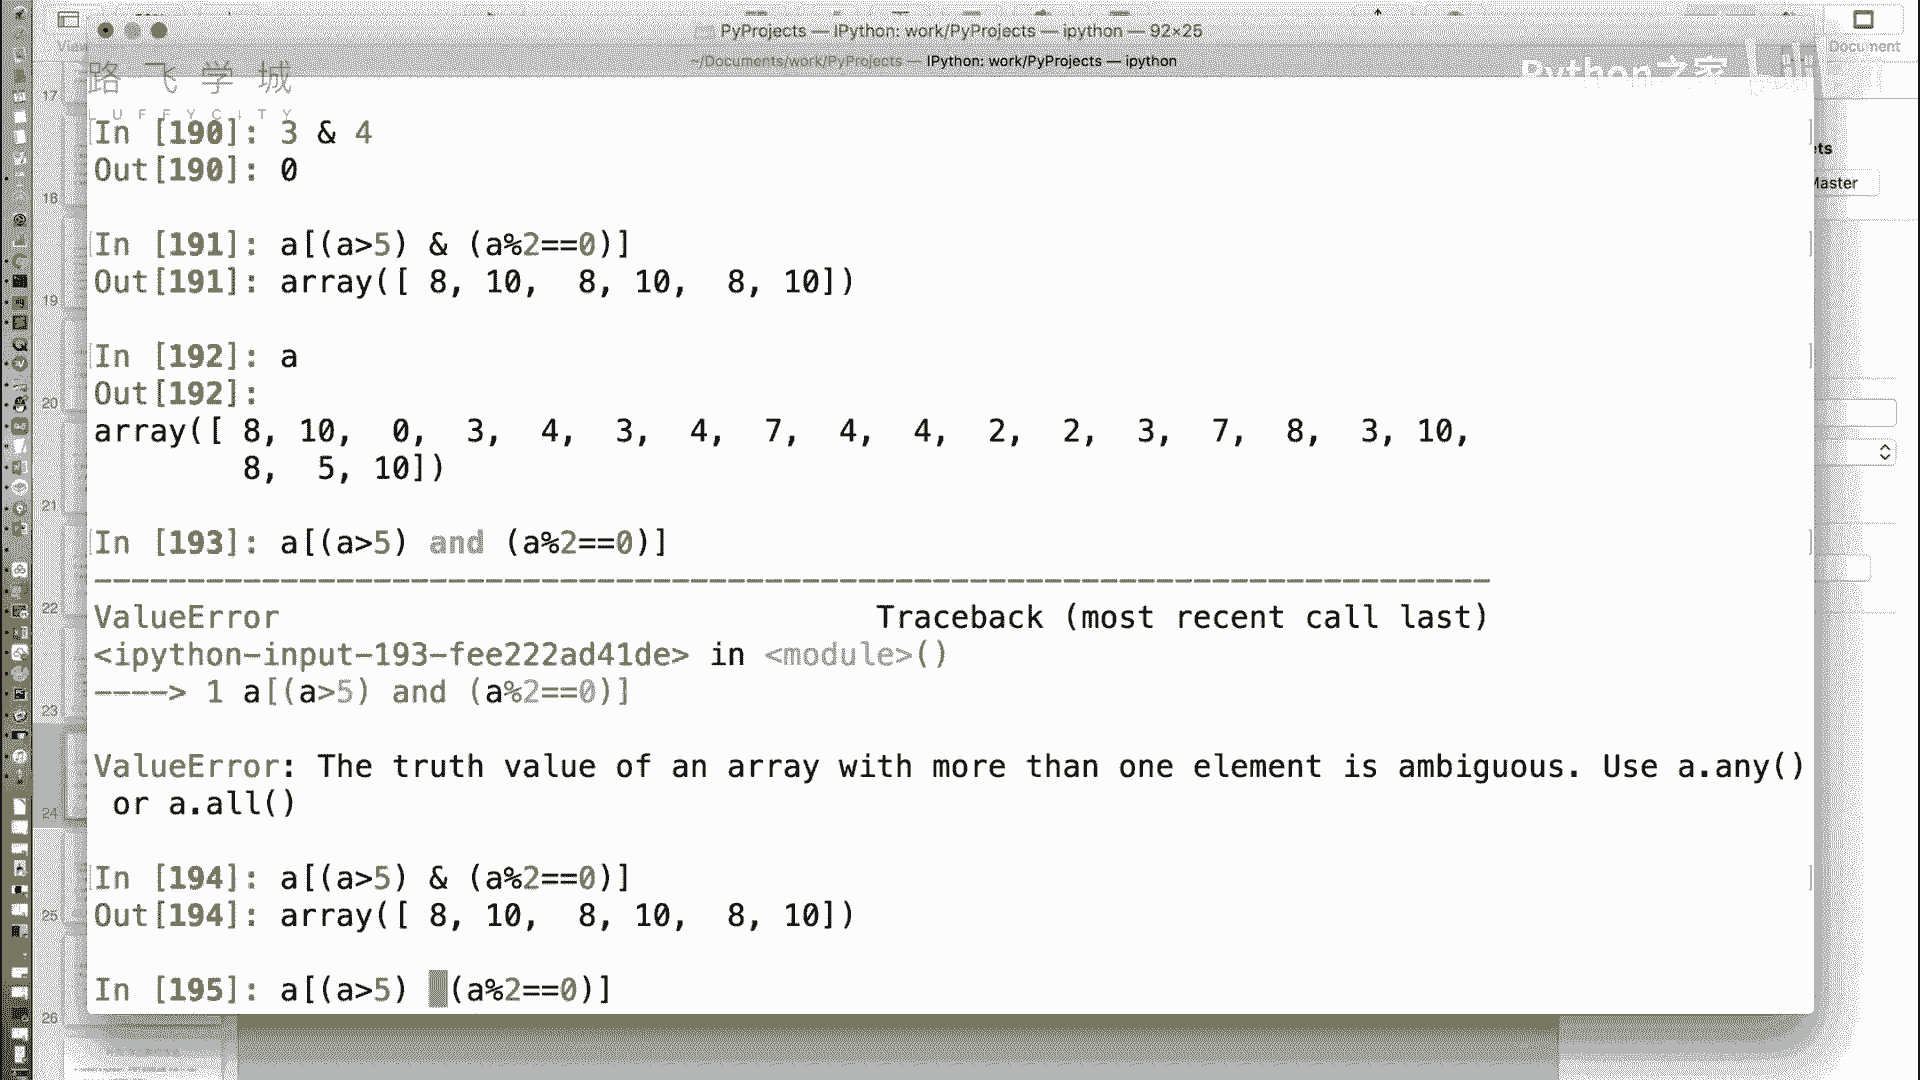 PyProjects — IPython: work/PyProjects — ipython — 92×25
~/Documents/work/PyProjects — IPython: work/PyProjects — ipython
View
Document
路飞学城
LUFFYCITY
Python之家
17
In [190]: 3 & 4
ets
Out[190]: 0
Master
18
In [191]: a[(a>5) & (a%2==0)]
Out[191]: array([ 8, 10,  8, 10,  8, 10])
19
In [192]: a
Out[192]:
20
array([ 8, 10,  0,  3,  4,  3,  4,  7,  4,  4,  2,  2,  3,  7,  8,  3, 10,
        8,  5, 10])
21
In [193]: a[(a>5) and (a%2==0)]
---------------------------------------------------------------------------
22
ValueError                                Traceback (most recent call last)
<ipython-input-193-fee222ad41de> in <module>()
----> 1 a[(a>5) and (a%2==0)]
23
ValueError: The truth value of an array with more than one element is ambiguous. Use a.any()
 or a.all()
24
In [194]: a[(a>5) & (a%2==0)]
25
Out[194]: array([ 8, 10,  8, 10,  8, 10])
In [195]: a[(a>5) (a%2==0)]
26